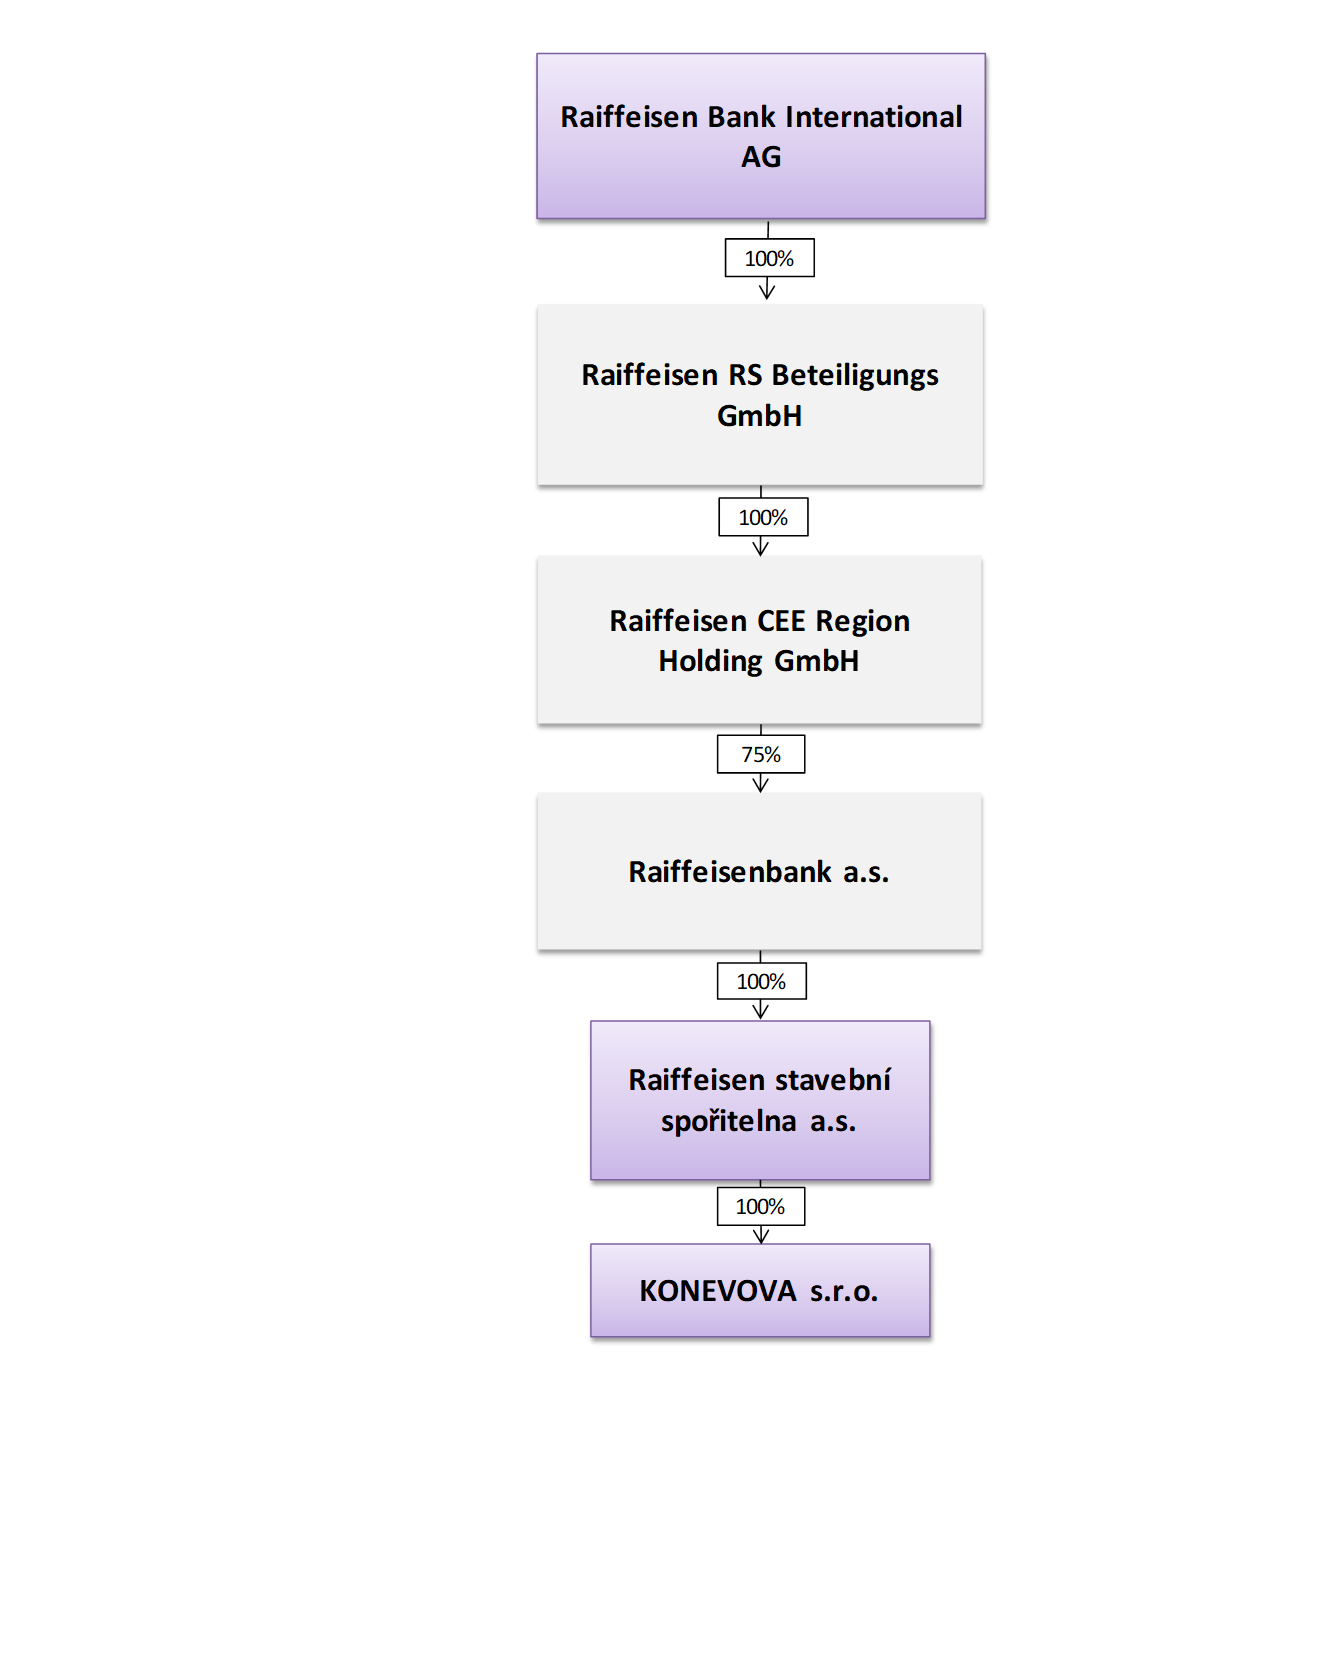 Raiffeisen Bank International
AG
100%
Raiffeisen RS Beteiligungs
GmbH
100%
Raiffeisen CEE Region
Holding GmbH
75%
Raiffeisenbank a.s.
100%
Raiffeisen stavební
spořitelna a.s.
100%
KONEVOVA s.r.o.